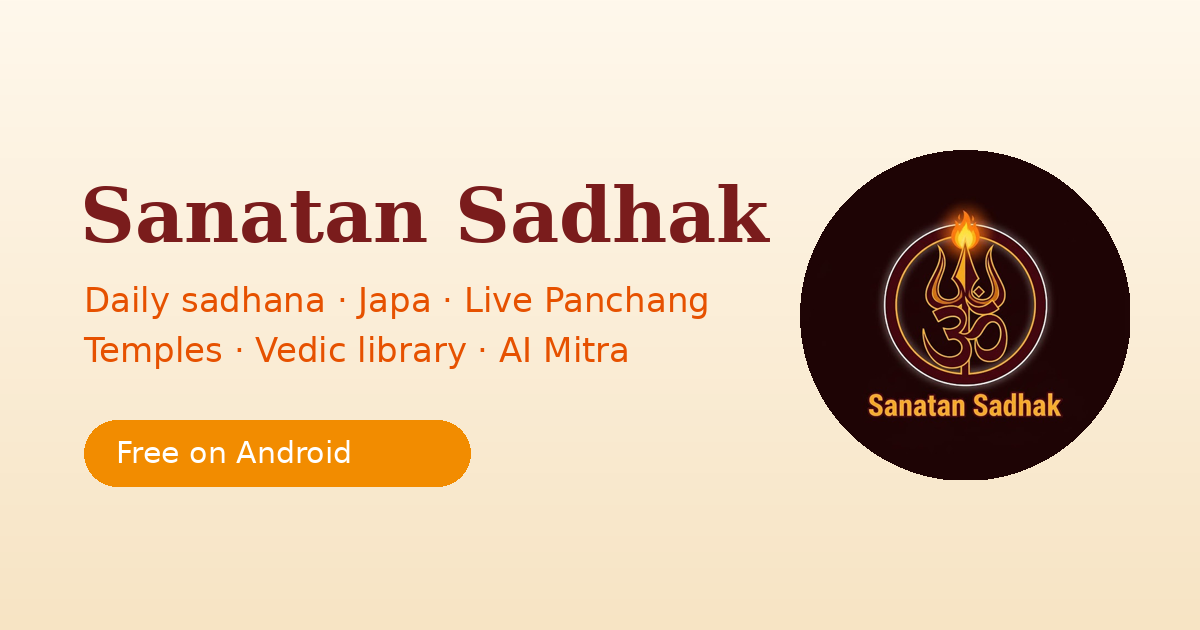 Sanatan Sadhak
Daily sadhana · Japa · Live Panchang
Temples · Vedic library · AI Mitra
Free on Android
ॐ
Sanatan Sadhak